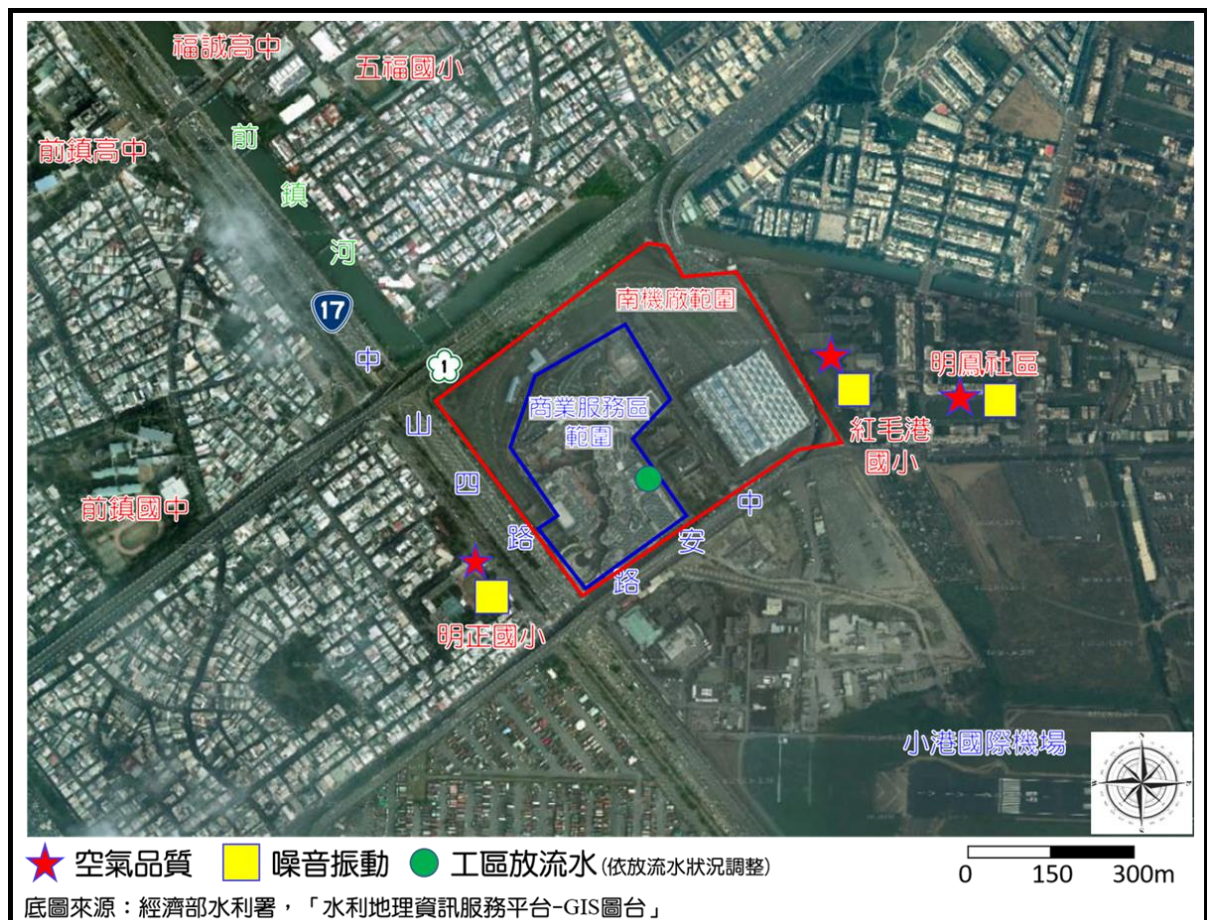 福誠高中
五福國小
前鎮高中
前鎮河
17
1
南機廠範圍
商業服務區
範圍
明鳳社區
紅毛港
國小
中山四路
中安路
前鎮國中
明正國小
小港國際機場
空氣品質
噪音振動
工區放流水(依放流水狀況調整)
0 150 300m
底圖來源：經濟部水利署，「水利地理資訊服務平台-GIS圖台」